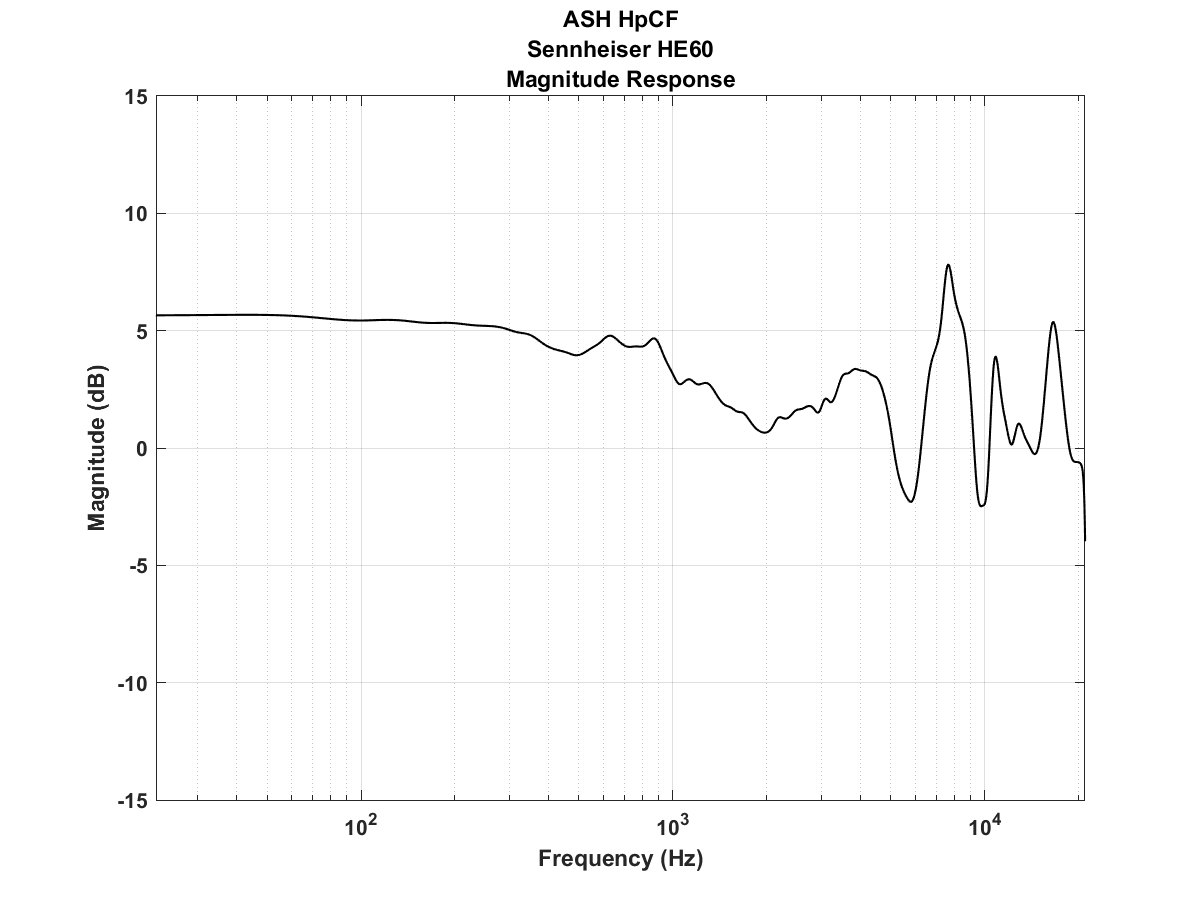 ASH HpCF
Sennheiser HE60
Magnitude Response
15
10
5
0
-5
-10
-15
Magnitude (dB)
10² 10³ 10⁴
Frequency (Hz)